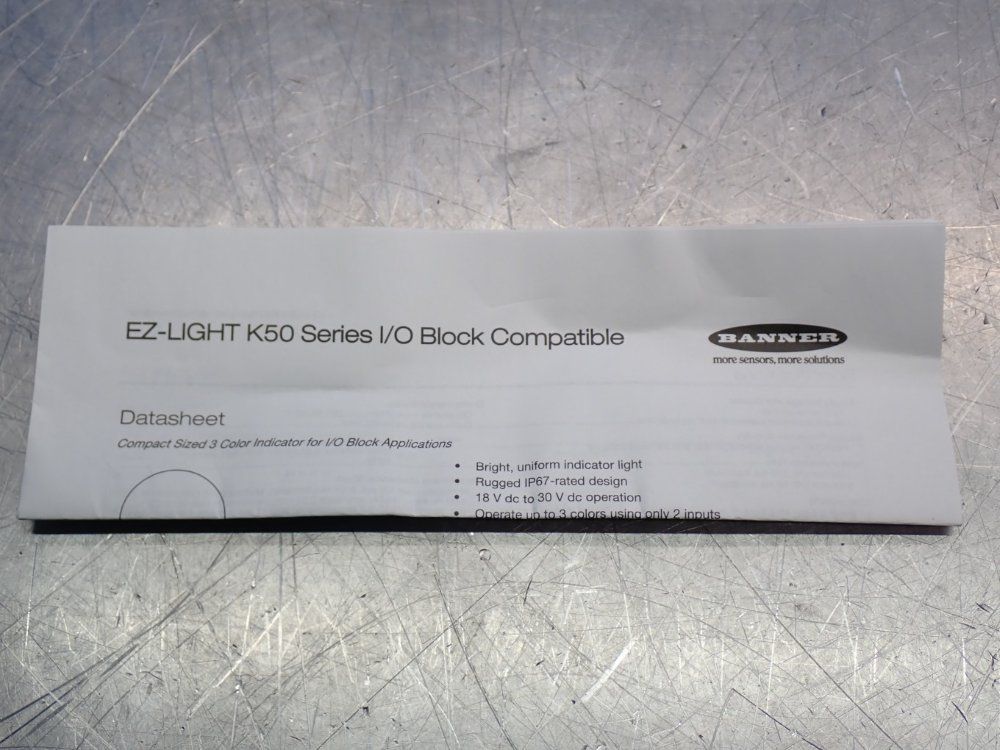 EZ-LIGHT K50 Series I/O Block Compatible
BANNER
more sensors, more solutions
Datasheet
Compact Sized 3 Color Indicator for I/O Block Applications
• Bright, uniform indicator light
• Rugged IP67-rated design
• 18 V dc to 30 V dc operation
• Operate up to 3 colors using only 2 inputs